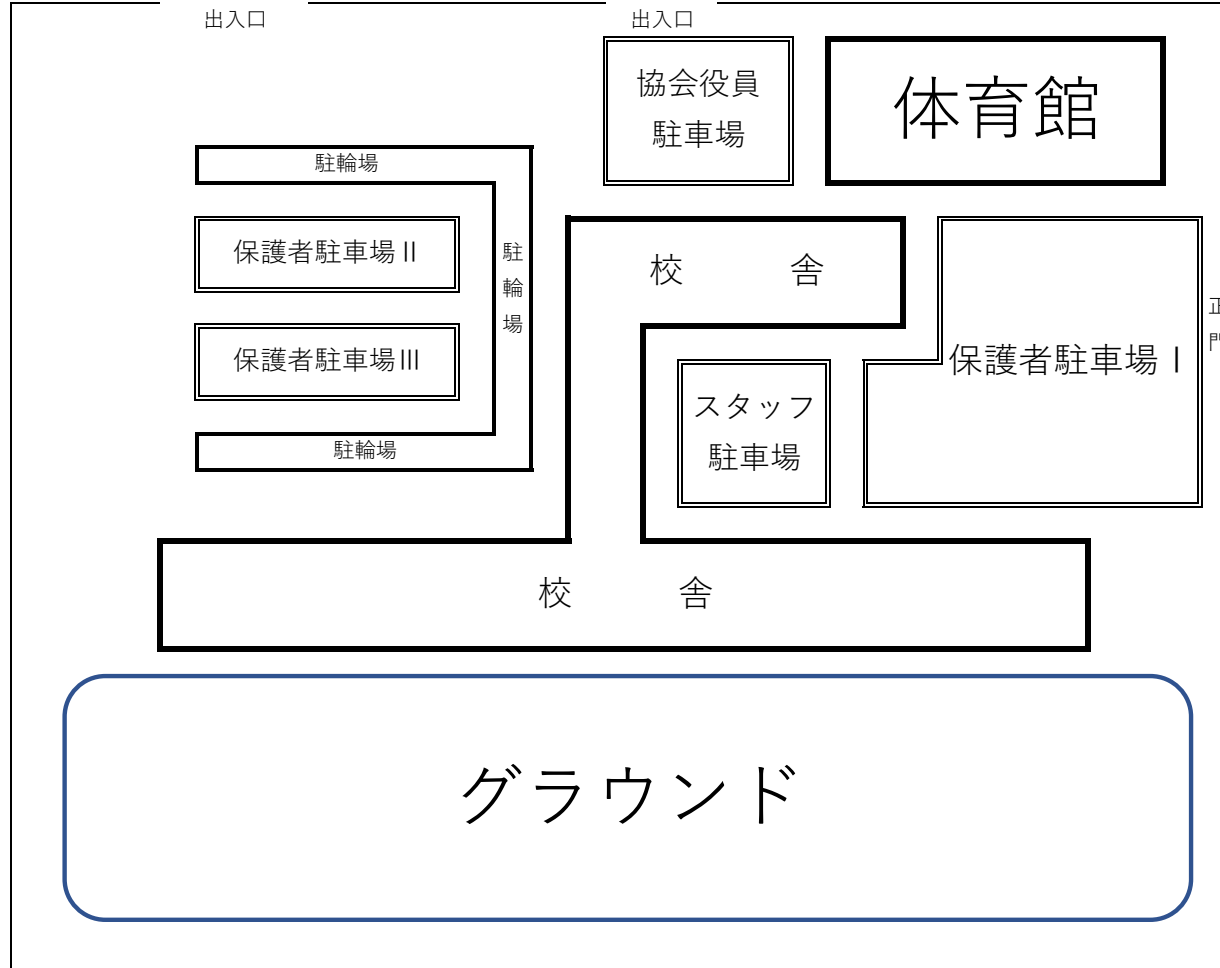 出入口
出入口
協会役員
駐車場
体育館
駐輪場
保護者駐車場Ⅱ
駐輪場
校 舎
正門
保護者駐車場Ⅲ
保護者駐車場Ⅰ
スタッフ
駐車場
駐輪場
校 舎
グラウンド